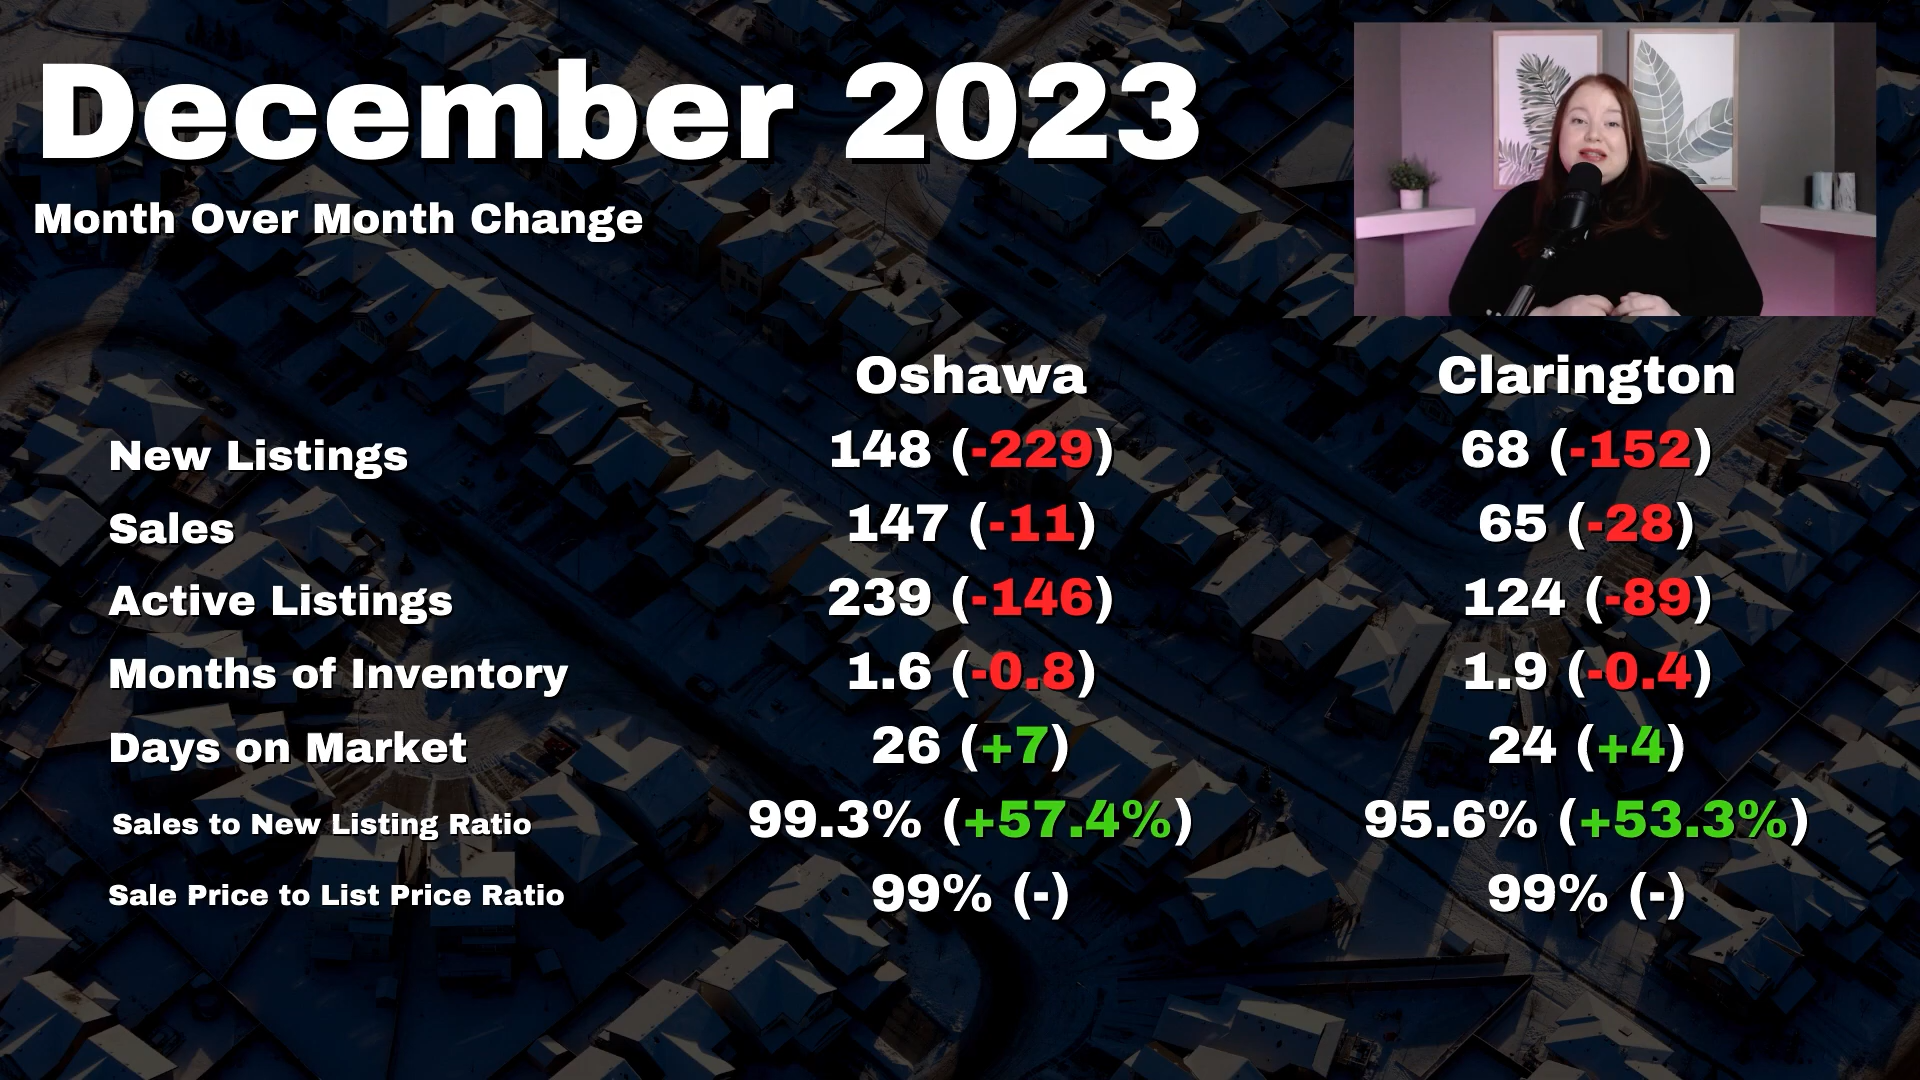 December 2023
Month Over Month Change
Oshawa Clarington
New Listings 148 (-229) 68 (-152)
Sales 147 (-11) 65 (-28)
Active Listings 239 (-146) 124 (-89)
Months of Inventory 1.6 (-0.8) 1.9 (-0.4)
Days on Market 26 (+7) 24 (+4)
Sales to New Listing Ratio 99.3% (+57.4%) 95.6% (+53.3%)
Sale Price to List Price Ratio 99% (-) 99% (-)